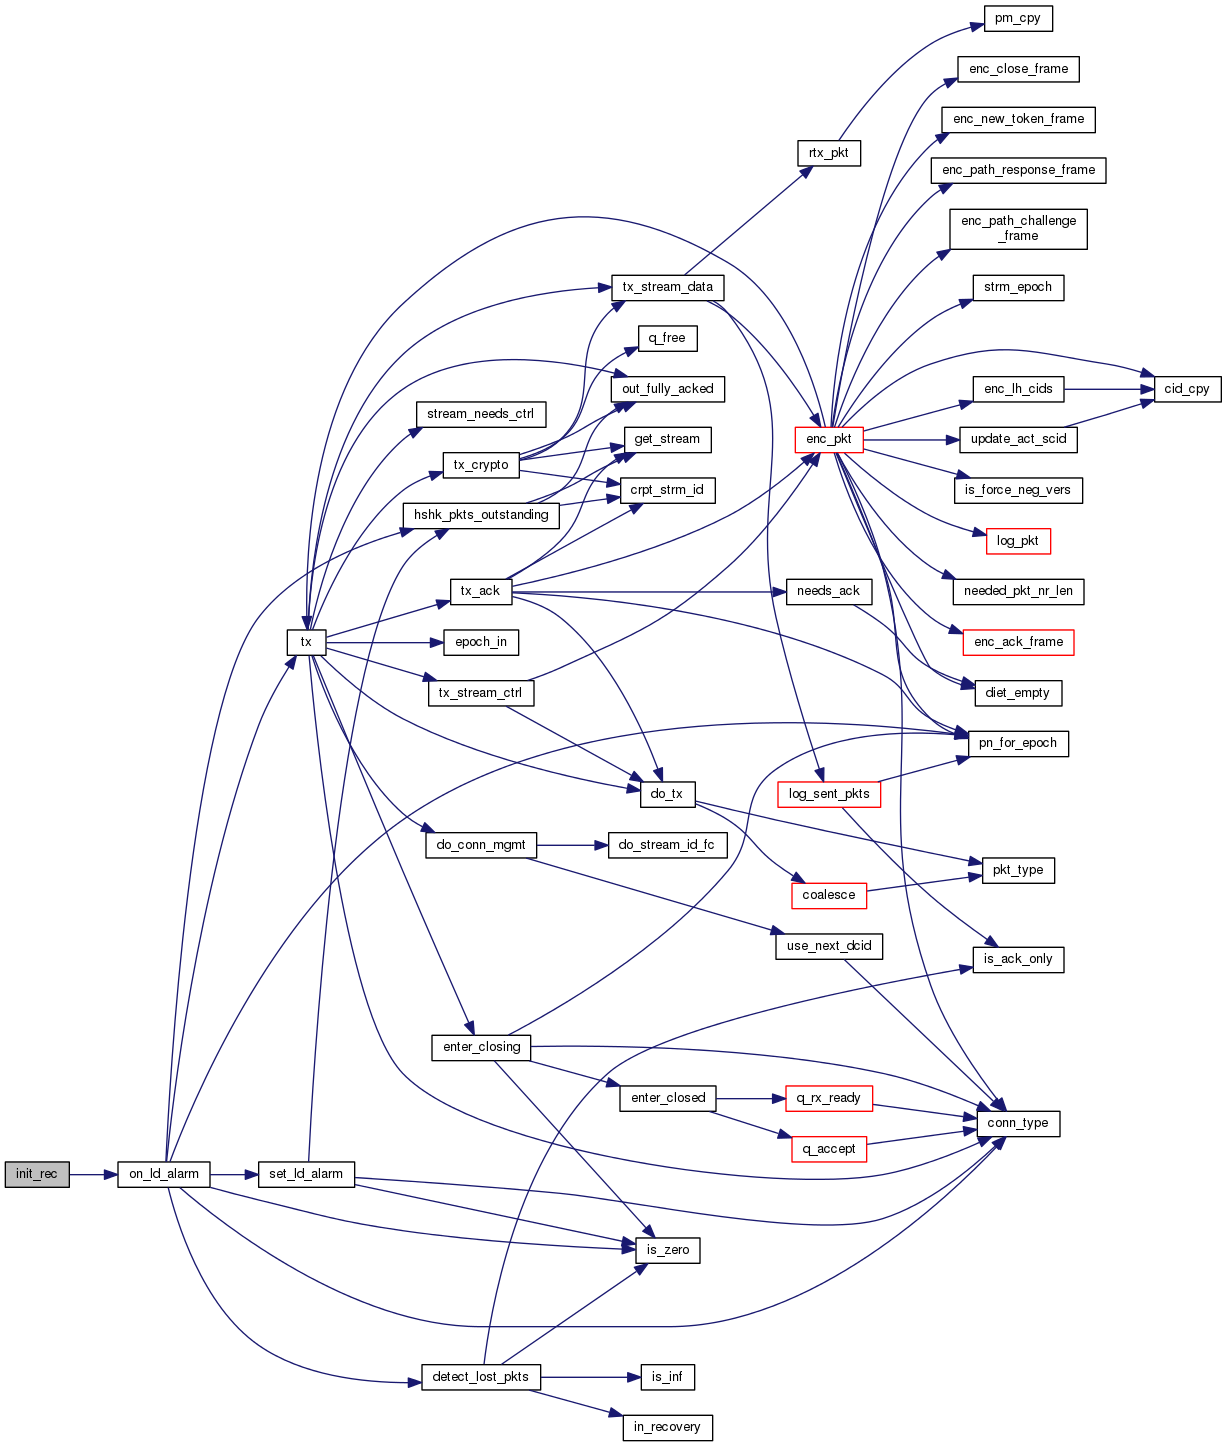 pm_cpy
enc_close_frame
enc_new_token_frame
rtx_pkt
enc_path_response_frame
enc_path_challenge
_frame
tx_stream_data
strm_epoch
q_free
out_fully_acked
enc_lh_cids
cid_cpy
stream_needs_ctrl
get_stream
enc_pkt
update_act_scid
tx_crypto
crpt_strm_id
is_force_neg_vers
hshk_pkts_outstanding
log_pkt
tx_ack
needs_ack
needed_pkt_nr_len
tx
epoch_in
enc_ack_frame
tx_stream_ctrl
diet_empty
pn_for_epoch
do_tx
log_sent_pkts
do_conn_mgmt
do_stream_id_fc
pkt_type
coalesce
use_next_dcid
is_ack_only
enter_closing
enter_closed
q_rx_ready
conn_type
q_accept
init_rec
on_ld_alarm
set_ld_alarm
is_zero
detect_lost_pkts
is_inf
in_recovery